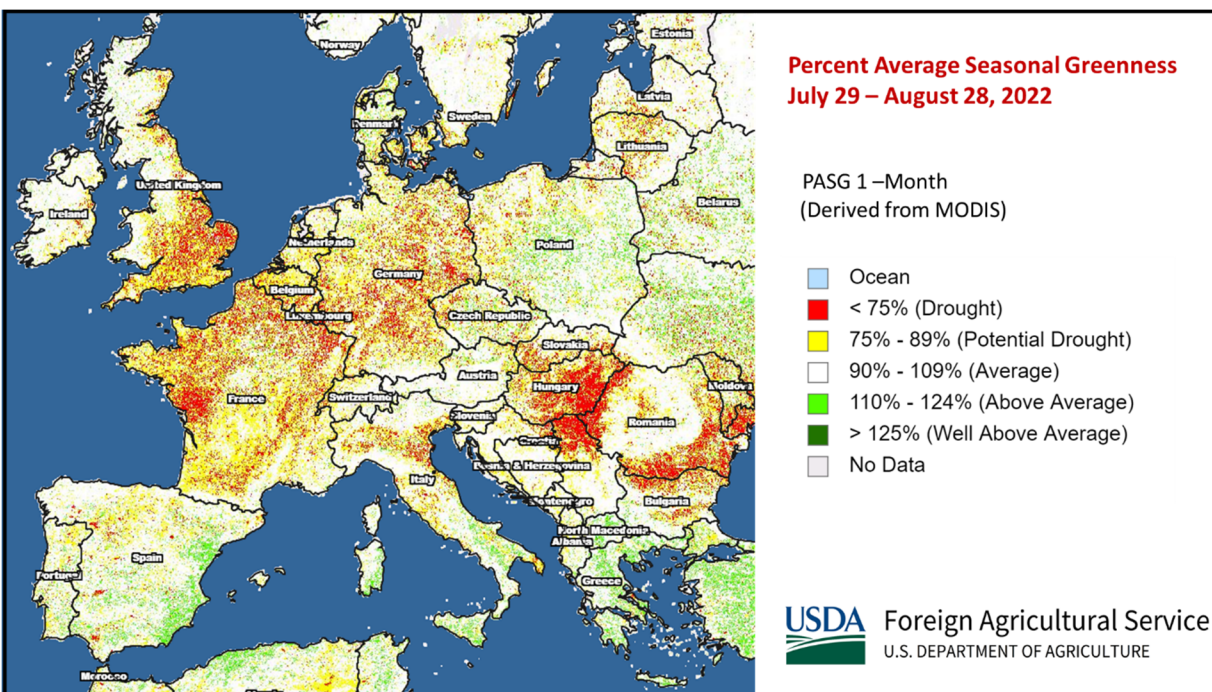 Norway
Estonia
Latvia
Sweden
Denmark
Lithuania
United Kingdom
Ireland
Belarus
Netherlands
Poland
Germany
Belgium
Luxembourg
Czech Republic
Slovakia
Austria
Hungary
Moldova
France
Switzerland
Slovenia
Romania
Croatia
Bosnia & Herzegovina
Italy
Montenegro
Bulgaria
North Macedonia
Albania
Spain
Portugal
Greece
Morocco
Percent Average Seasonal Greenness
July 29 – August 28, 2022
PASG 1 –Month
(Derived from MODIS)
Ocean
< 75% (Drought)
75% - 89% (Potential Drought)
90% - 109% (Average)
110% - 124% (Above Average)
> 125% (Well Above Average)
No Data
USDA
Foreign Agricultural Service
U.S. DEPARTMENT OF AGRICULTURE